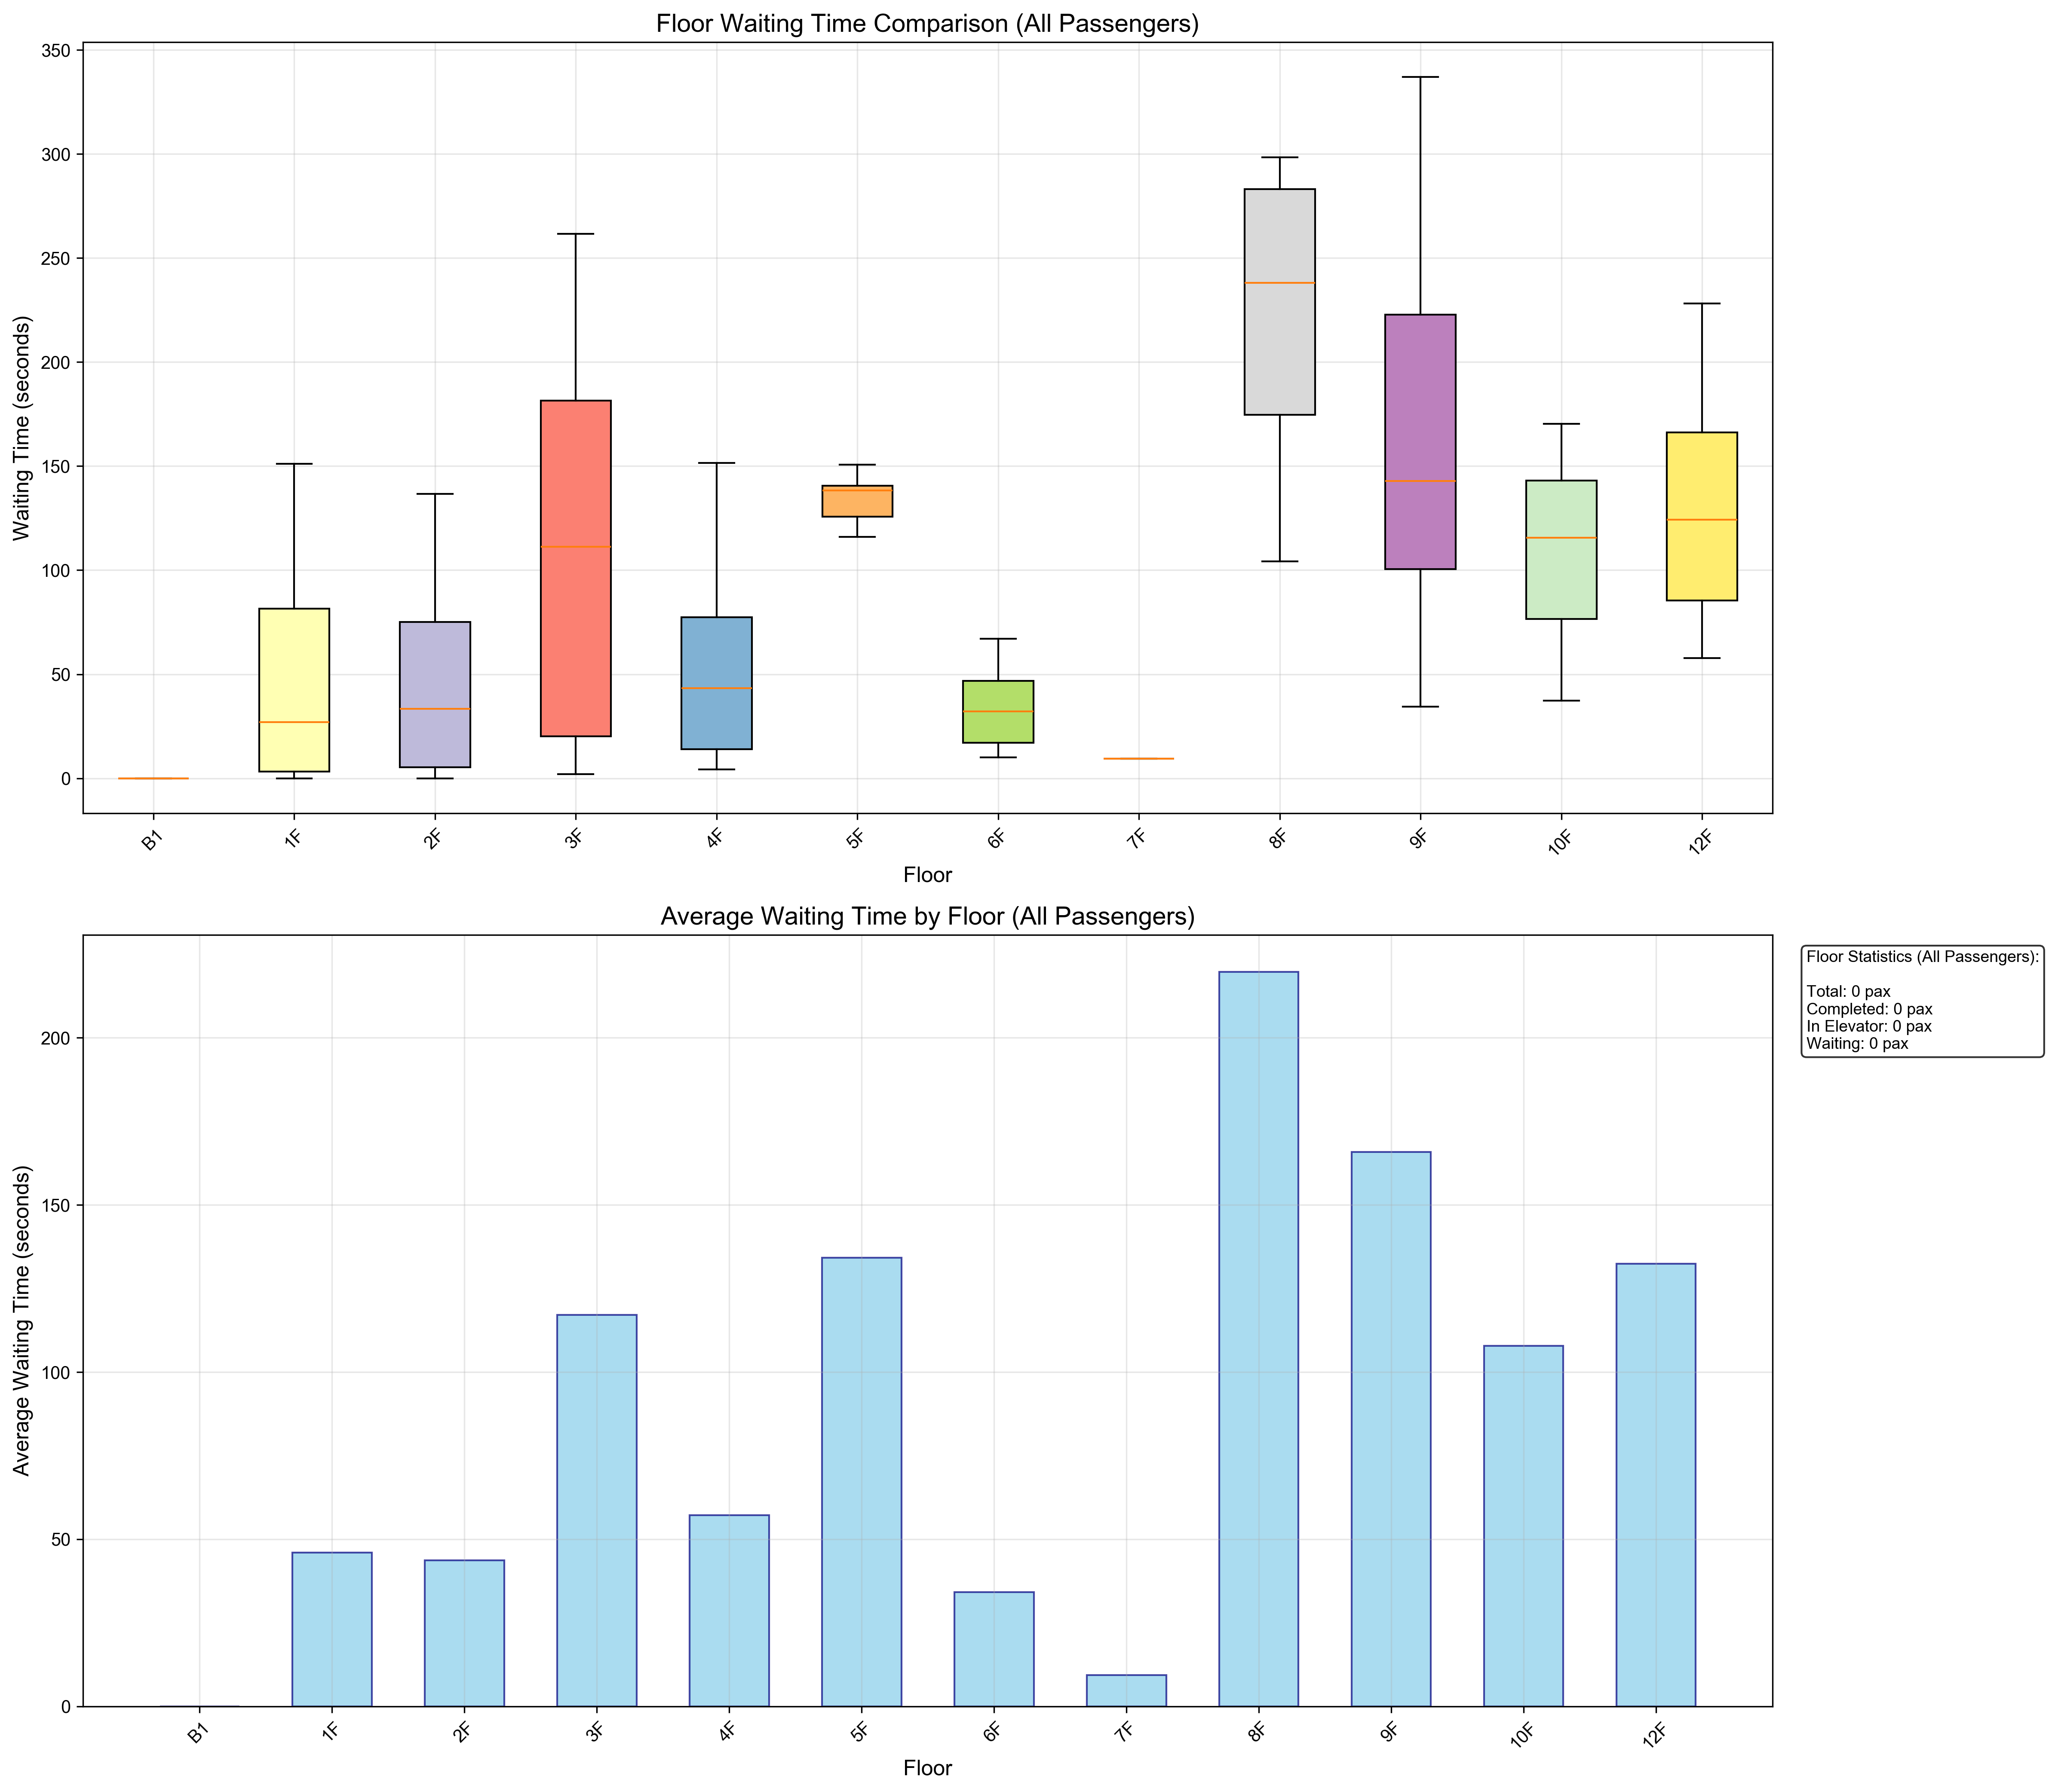 Floor Waiting Time Comparison (All Passengers)
350
300
250
200
150
100
50
0
Waiting Time (seconds)
B1 1F 2F 3F 4F 5F 6F 7F 8F 9F 10F 12F
Floor
Average Waiting Time by Floor (All Passengers)
200
150
100
50
0
Average Waiting Time (seconds)
B1 1F 2F 3F 4F 5F 6F 7F 8F 9F 10F 12F
Floor
Floor Statistics (All Passengers):
Total: 0 pax
Completed: 0 pax
In Elevator: 0 pax
Waiting: 0 pax